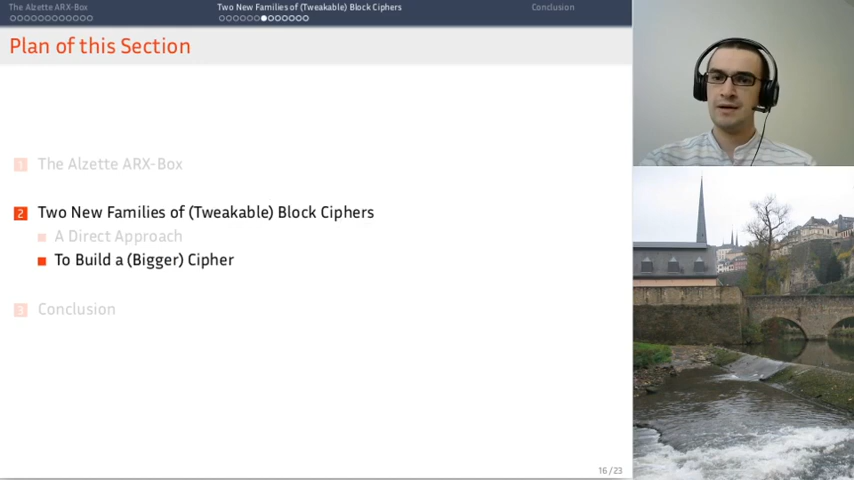 The Alzette ARX-Box
Two New Families of (Tweakable) Block Ciphers
Conclusion
Plan of this Section
1 The Alzette ARX-Box
2 Two New Families of (Tweakable) Block Ciphers
A Direct Approach
To Build a (Bigger) Cipher
3 Conclusion
16/23